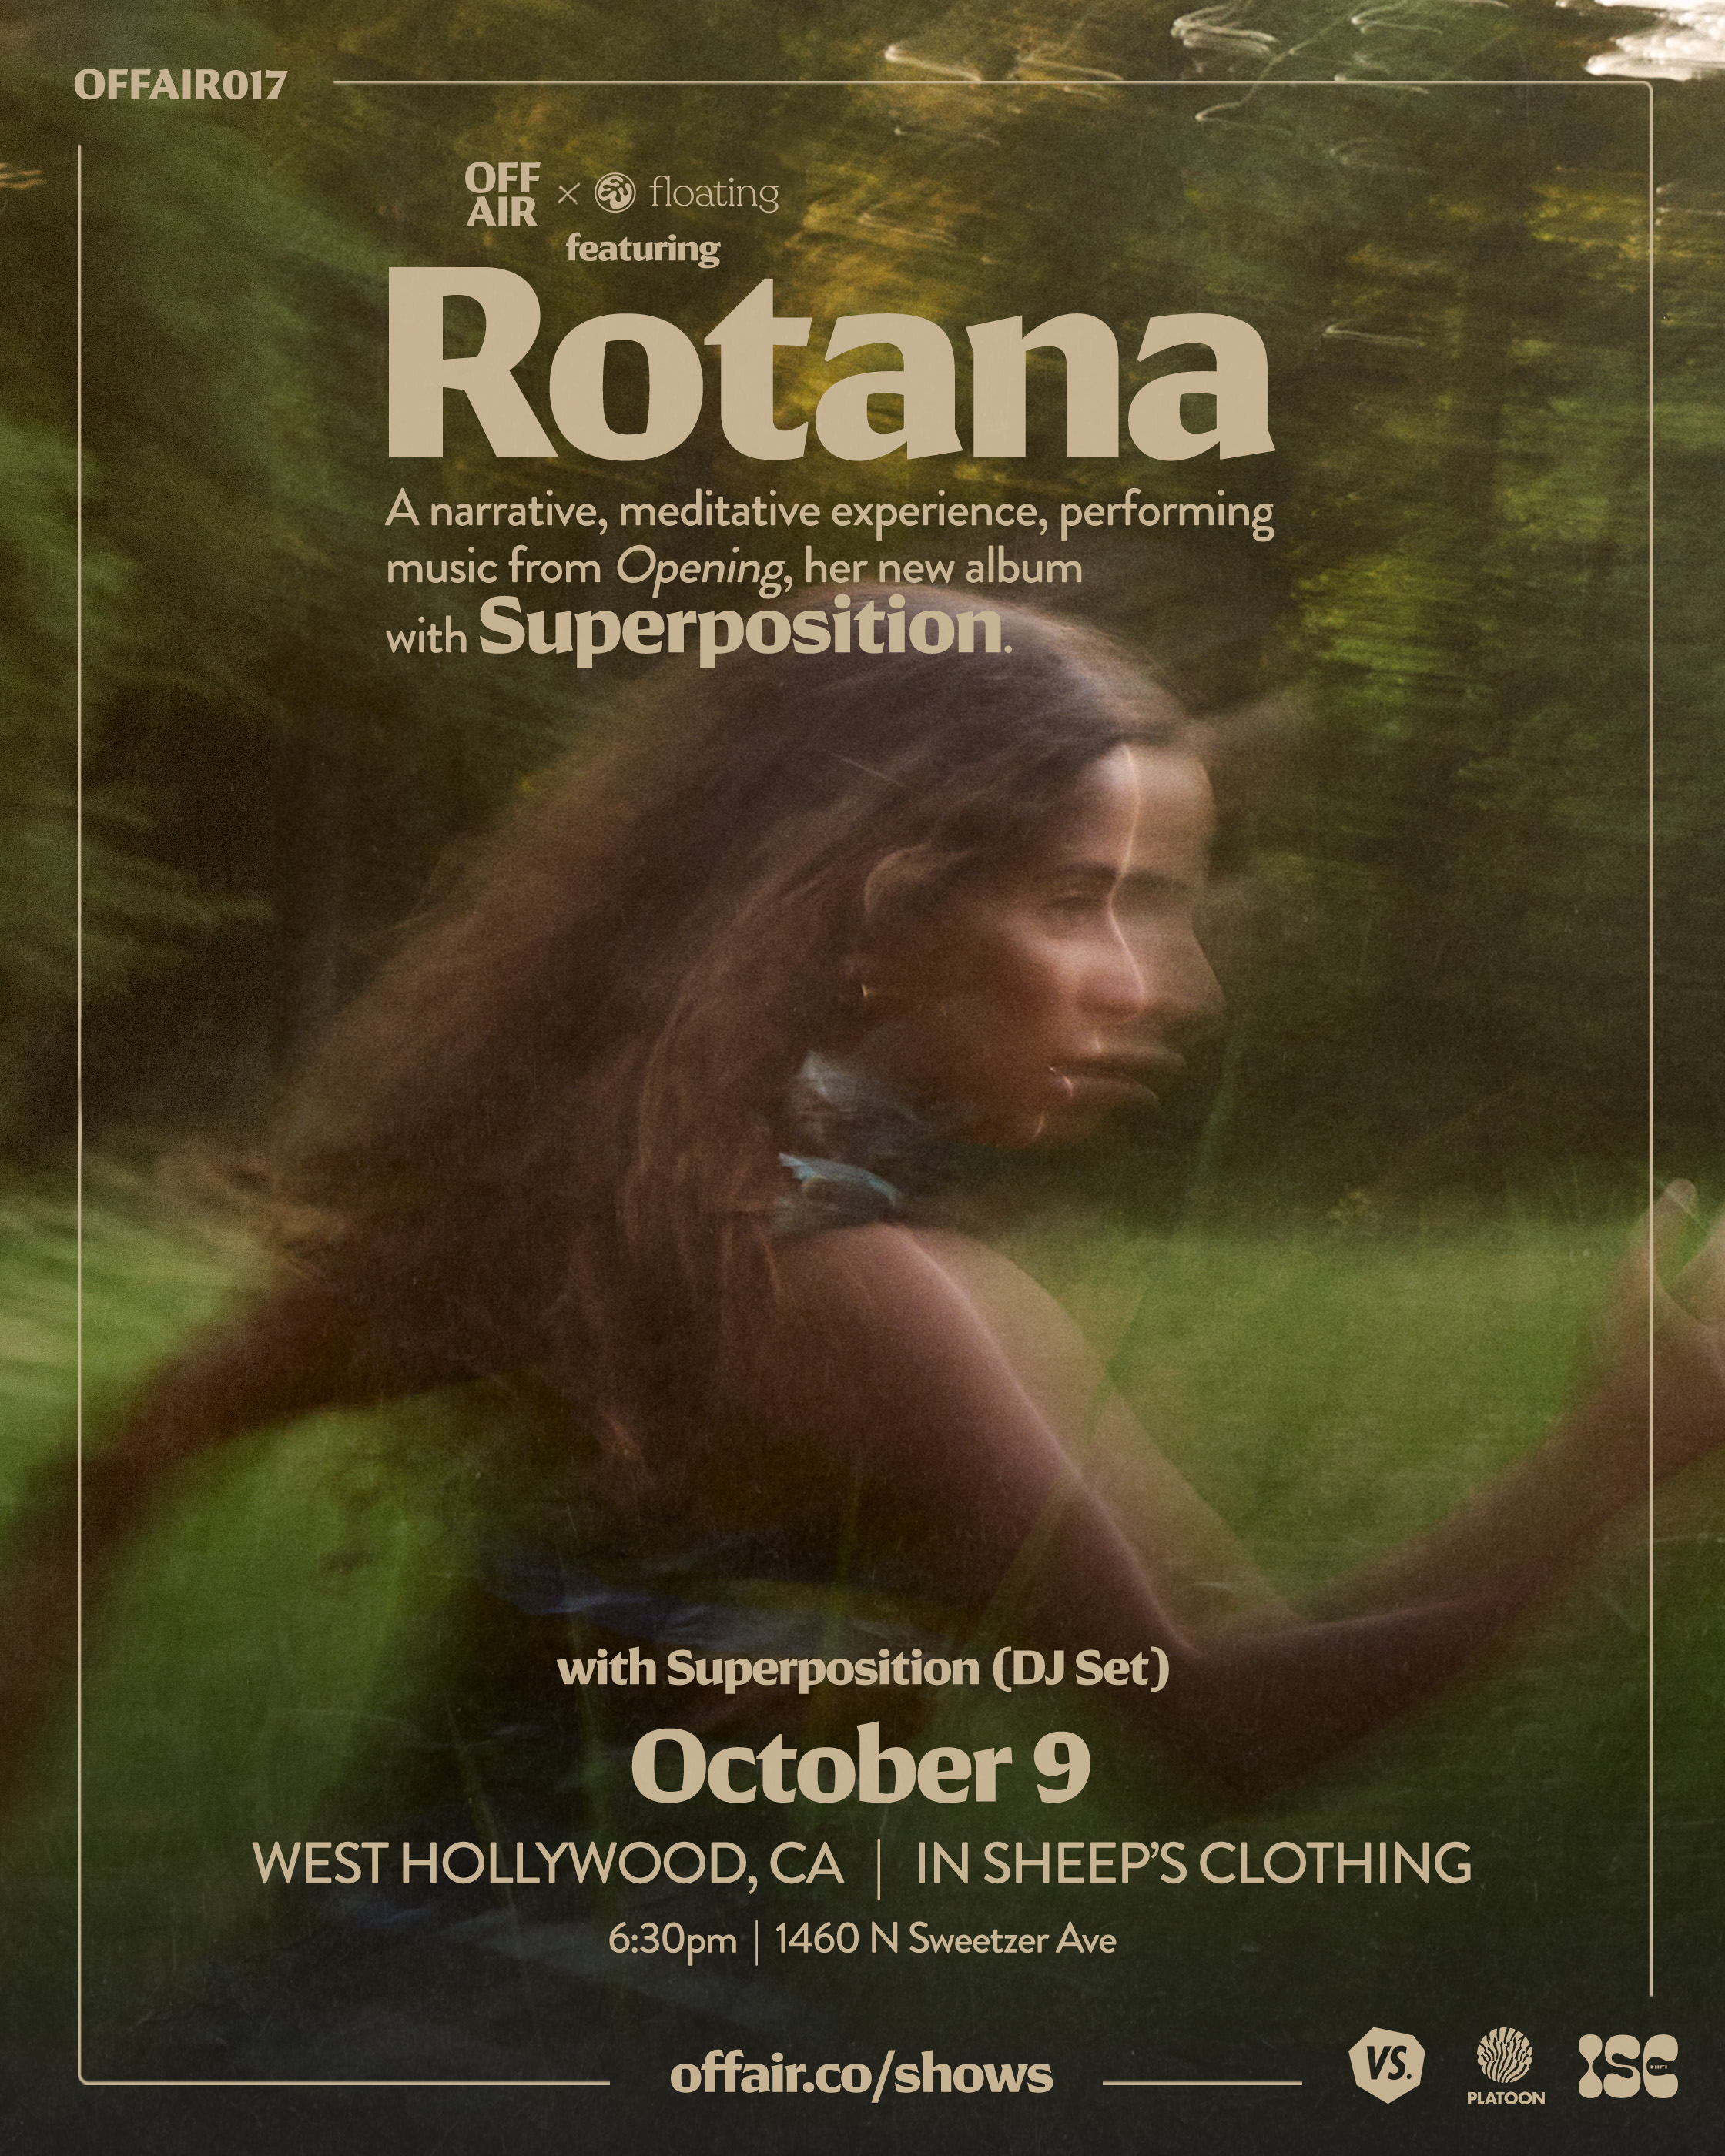 OFFAIR017
OFF AIR × floating
featuring
Rotana
A narrative, meditative experience, performing
music from Opening, her new album
with Superposition.
with Superposition (DJ Set)
October 9
WEST HOLLYWOOD, CA | IN SHEEP’S CLOTHING
6:30pm | 1460 N Sweetzer Ave
offair.co/shows
VS.
PLATOON
ISC
HIFI